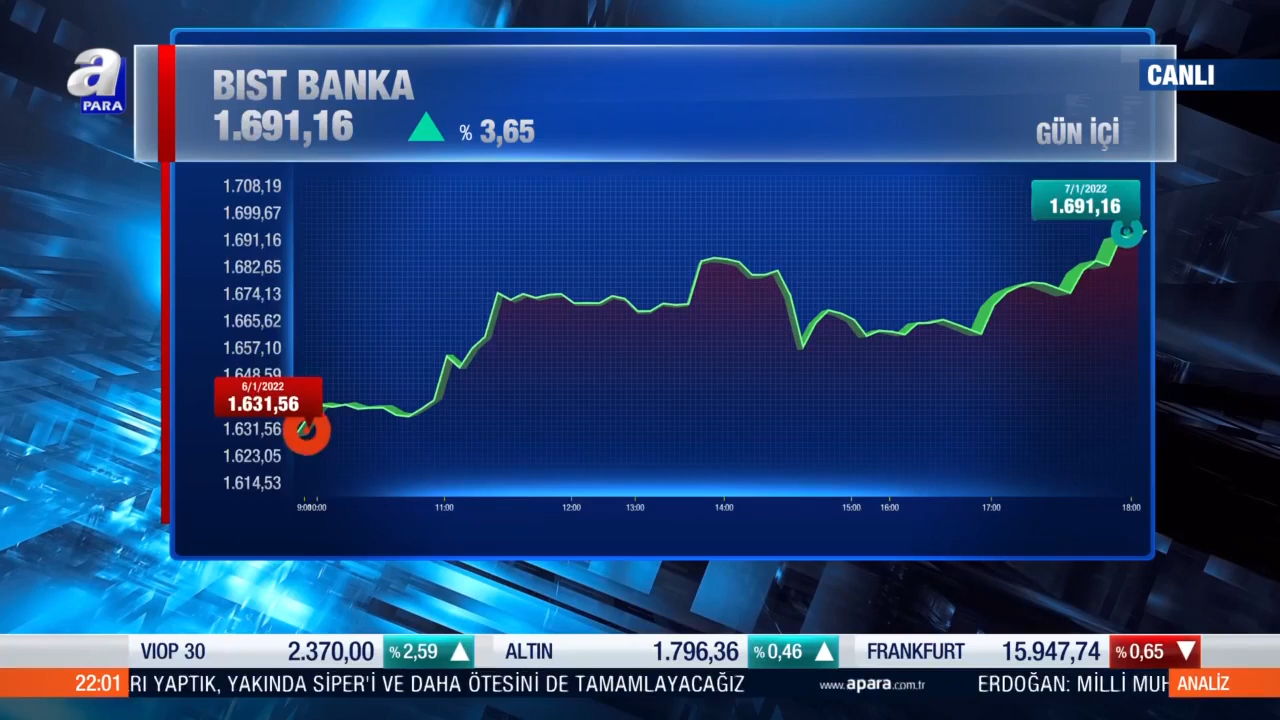 a
PARA
BIST BANKA
1.691,16
% 3,65
GÜN İÇİ
CANLI
1.708,19
1.699,67
1.691,16
1.682,65
1.674,13
1.665,62
1.657,10
1.648,59
1.631,56
1.623,05
1.614,53
7/1/2022
1.691,16
6/1/2022
1.631,56
9:00
10:00
11:00
12:00
13:00
14:00
15:00
16:00
17:00
18:00
VIOP 30 2.370,00 % 2,59
ALTIN 1.796,36 % 0,46
FRANKFURT 15.947,74 % 0,65
22:01
RI YAPTIK, YAKINDA SİPER'İ VE DAHA ÖTESİNİ DE TAMAMLAYACAĞIZ
www.apara.com.tr
ERDOĞAN: MİLLİ MUH
ANALİZ